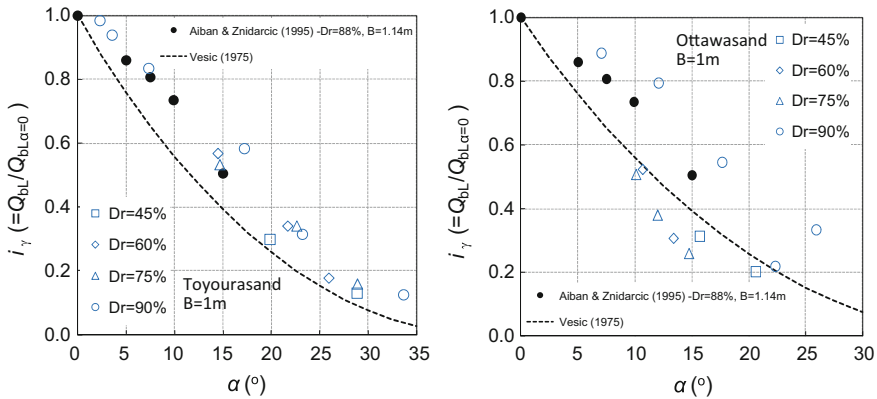 1.0
0.8
0.6
0.4
0.2
0.0
i γ (=QbL/QbLα=0)
Aiban & Znidarcic (1995) -Dr=88%, B=1.14m
Vesic (1975)
Dr=45%
Dr=60%
Dr=75%
Dr=90%
Toyourasand
B=1m
0 5 10 15 20 25 30 35
α (º)
1.0
0.8
0.6
0.4
0.2
0.0
i γ (=QbL/QbLα=0)
Ottawasand
B=1m
Dr=45%
Dr=60%
Dr=75%
Dr=90%
Aiban & Znidarcic (1995) -Dr=88%, B=1.14m
Vesic (1975)
0 5 10 15 20 25 30
α (º)